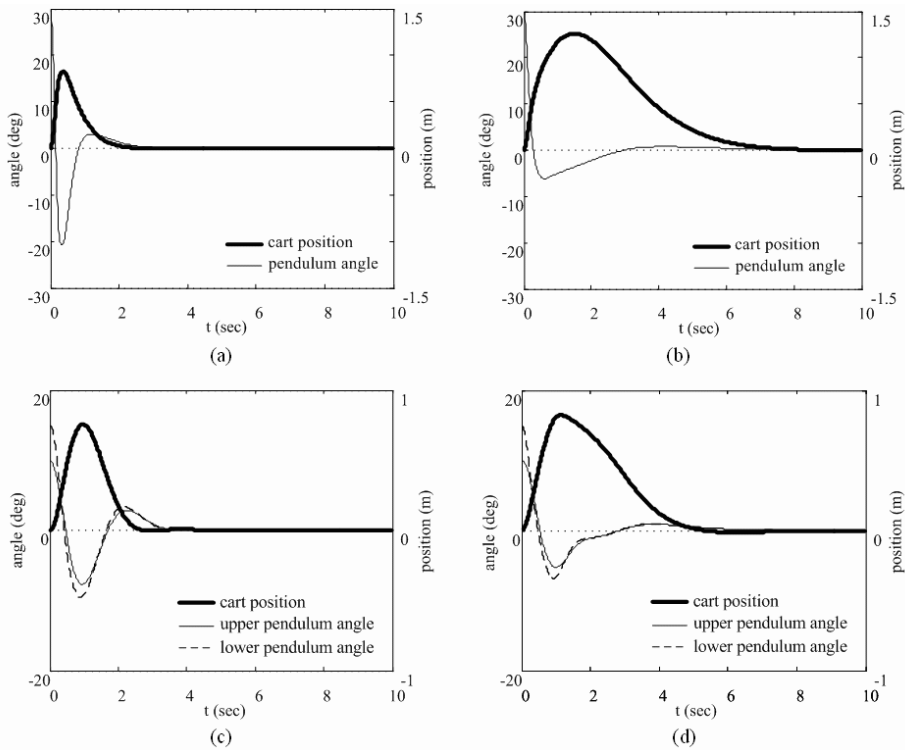 30
20
10
0
-10
-20
-30
angle (deg)
1.5
0
-1.5
position (m)
cart position
pendulum angle
0 2 4 6 8 10
t (sec)
(a)
30
20
10
0
-10
-20
-30
angle (deg)
1.5
0
-1.5
position (m)
cart position
pendulum angle
0 2 4 6 8 10
t (sec)
(b)
20
0
-20
angle (deg)
1
0
-1
position (m)
cart position
upper pendulum angle
lower pendulum angle
0 2 4 6 8 10
t (sec)
(c)
20
0
-20
angle (deg)
1
0
-1
position (m)
cart position
upper pendulum angle
lower pendulum angle
0 2 4 6 8 10
t (sec)
(d)